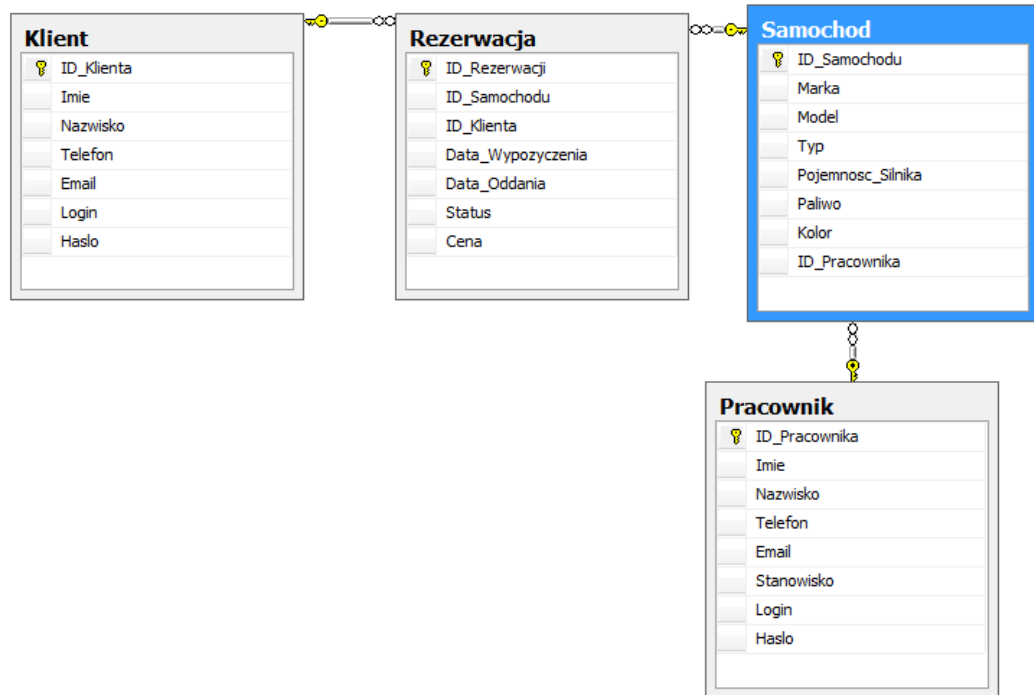 Klient
ID_Klienta
Imie
Nazwisko
Telefon
Email
Login
Haslo
Rezerwacja
ID_Rezerwacji
ID_Samochodu
ID_Klienta
Data_Wypozyczenia
Data_Oddania
Status
Cena
Samochod
ID_Samochodu
Marka
Model
Typ
Pojemnosc_Silnika
Paliwo
Kolor
ID_Pracownika
Pracownik
ID_Pracownika
Imie
Nazwisko
Telefon
Email
Stanowisko
Login
Haslo